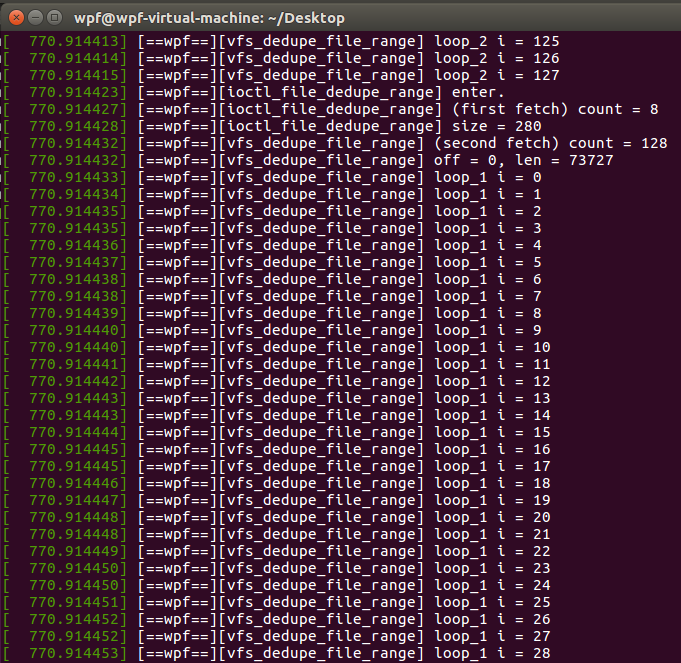 wpf@wpf-virtual-machine: ~/Desktop
[  770.914413] [==wpf==][vfs_dedupe_file_range] loop_2 i = 125
[  770.914414] [==wpf==][vfs_dedupe_file_range] loop_2 i = 126
[  770.914415] [==wpf==][vfs_dedupe_file_range] loop_2 i = 127
[  770.914423] [==wpf==][ioctl_file_dedupe_range] enter.
[  770.914427] [==wpf==][ioctl_file_dedupe_range] (first fetch) count = 8
[  770.914428] [==wpf==][ioctl_file_dedupe_range] size = 280
[  770.914432] [==wpf==][vfs_dedupe_file_range] (second fetch) count = 128
[  770.914432] [==wpf==][vfs_dedupe_file_range] off = 0, len = 73727
[  770.914433] [==wpf==][vfs_dedupe_file_range] loop_1 i = 0
[  770.914434] [==wpf==][vfs_dedupe_file_range] loop_1 i = 1
[  770.914435] [==wpf==][vfs_dedupe_file_range] loop_1 i = 2
[  770.914435] [==wpf==][vfs_dedupe_file_range] loop_1 i = 3
[  770.914436] [==wpf==][vfs_dedupe_file_range] loop_1 i = 4
[  770.914437] [==wpf==][vfs_dedupe_file_range] loop_1 i = 5
[  770.914438] [==wpf==][vfs_dedupe_file_range] loop_1 i = 6
[  770.914438] [==wpf==][vfs_dedupe_file_range] loop_1 i = 7
[  770.914439] [==wpf==][vfs_dedupe_file_range] loop_1 i = 8
[  770.914440] [==wpf==][vfs_dedupe_file_range] loop_1 i = 9
[  770.914440] [==wpf==][vfs_dedupe_file_range] loop_1 i = 10
[  770.914441] [==wpf==][vfs_dedupe_file_range] loop_1 i = 11
[  770.914442] [==wpf==][vfs_dedupe_file_range] loop_1 i = 12
[  770.914443] [==wpf==][vfs_dedupe_file_range] loop_1 i = 13
[  770.914443] [==wpf==][vfs_dedupe_file_range] loop_1 i = 14
[  770.914444] [==wpf==][vfs_dedupe_file_range] loop_1 i = 15
[  770.914445] [==wpf==][vfs_dedupe_file_range] loop_1 i = 16
[  770.914445] [==wpf==][vfs_dedupe_file_range] loop_1 i = 17
[  770.914446] [==wpf==][vfs_dedupe_file_range] loop_1 i = 18
[  770.914447] [==wpf==][vfs_dedupe_file_range] loop_1 i = 19
[  770.914448] [==wpf==][vfs_dedupe_file_range] loop_1 i = 20
[  770.914448] [==wpf==][vfs_dedupe_file_range] loop_1 i = 21
[  770.914449] [==wpf==][vfs_dedupe_file_range] loop_1 i = 22
[  770.914450] [==wpf==][vfs_dedupe_file_range] loop_1 i = 23
[  770.914450] [==wpf==][vfs_dedupe_file_range] loop_1 i = 24
[  770.914451] [==wpf==][vfs_dedupe_file_range] loop_1 i = 25
[  770.914452] [==wpf==][vfs_dedupe_file_range] loop_1 i = 26
[  770.914452] [==wpf==][vfs_dedupe_file_range] loop_1 i = 27
[  770.914453] [==wpf==][vfs_dedupe_file_range] loop_1 i = 28